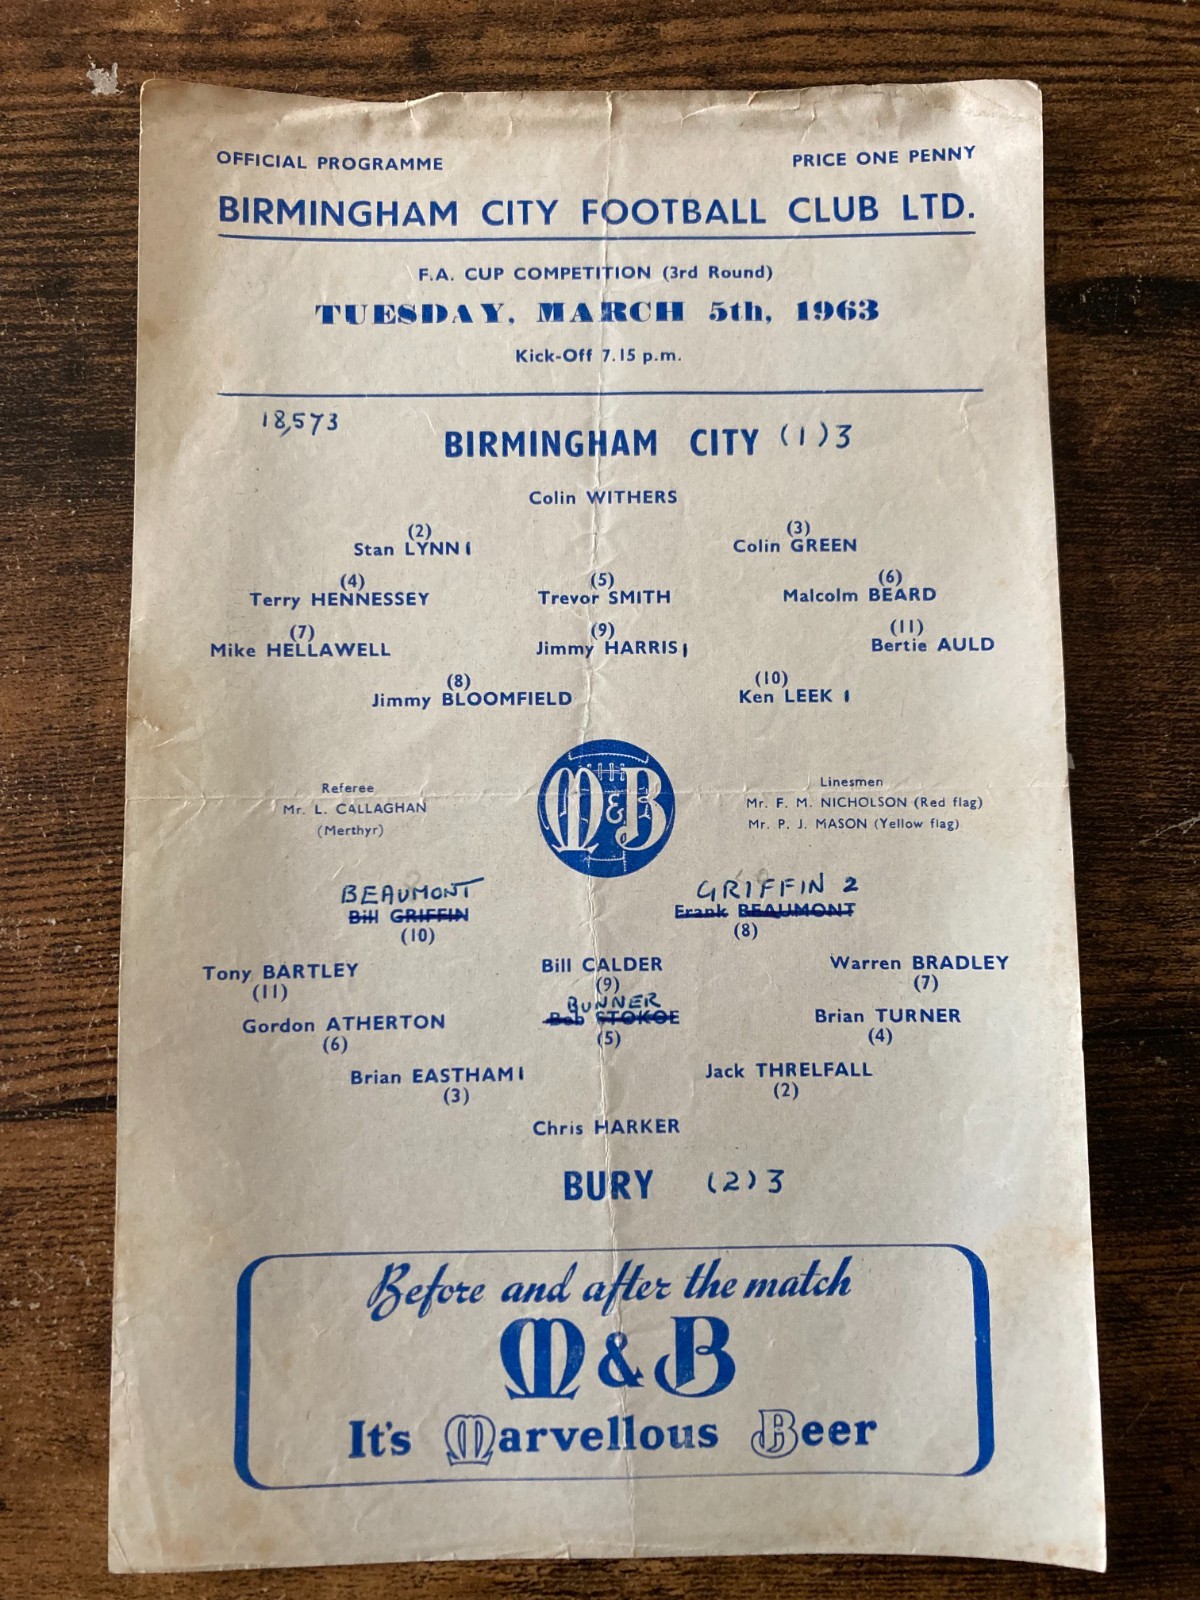 OFFICIAL PROGRAMME PRICE ONE PENNY
BIRMINGHAM CITY FOOTBALL CLUB LTD.
F.A. CUP COMPETITION (3rd Round)
TUESDAY, MARCH 5th, 1963
Kick-Off 7.15 p.m.
18,573
BIRMINGHAM CITY (1) 3
Colin WITHERS
(2) (3)
Stan LYNN 1 Colin GREEN
(4) (5) (6)
Terry HENNESSEY Trevor SMITH Malcolm BEARD
(7) (9) (11)
Mike HELLAWELL Jimmy HARRIS 1 Bertie AULD
(8) (10)
Jimmy BLOOMFIELD Ken LEEK 1
M&B
Referee Linesmen
Mr. L. CALLAGHAN Mr. F. M. NICHOLSON (Red flag)
(Merthyr) Mr. P. J. MASON (Yellow flag)
BEAUMONT GRIFFIN 2
Bill GRIFFIN Frank BEAUMONT
(10) (8)
Tony BARTLEY Bill CALDER Warren BRADLEY
(11) (9) (7)
BUNNER
Gordon ATHERTON Bob STOKOE Brian TURNER
(6) (5) (4)
Brian EASTHAM 1 Jack THRELFALL
(3) (2)
Chris HARKER
BURY (2) 3
Before and after the match
M&B
It's Marvellous Beer